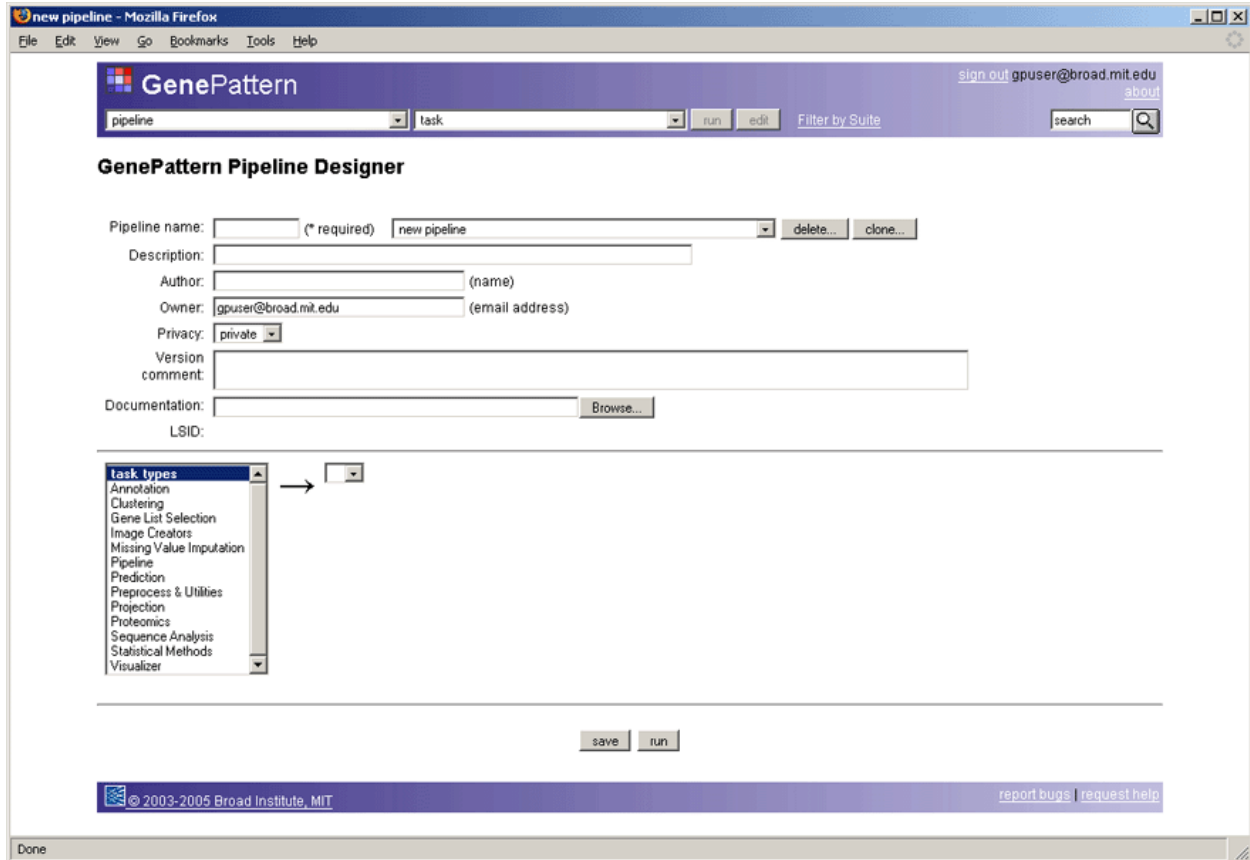 new pipeline - Mozilla Firefox
File Edit View Go Bookmarks Tools Help
GenePattern
sign out gpuser@broad.mit.edu
about
pipeline task run edit Filter by Suite search
GenePattern Pipeline Designer
Pipeline name: (* required) new pipeline delete... clone...
Description:
Author: (name)
Owner: gpuser@broad.mit.edu (email address)
Privacy: private
Version
comment:
Documentation: Browse...
LSID:
task types
Annotation
Clustering
Gene List Selection
Image Creators
Missing Value Imputation
Pipeline
Prediction
Preprocess & Utilities
Projection
Proteomics
Sequence Analysis
Statistical Methods
Visualizer
save run
© 2003-2005 Broad Institute, MIT
report bugs | request help
Done